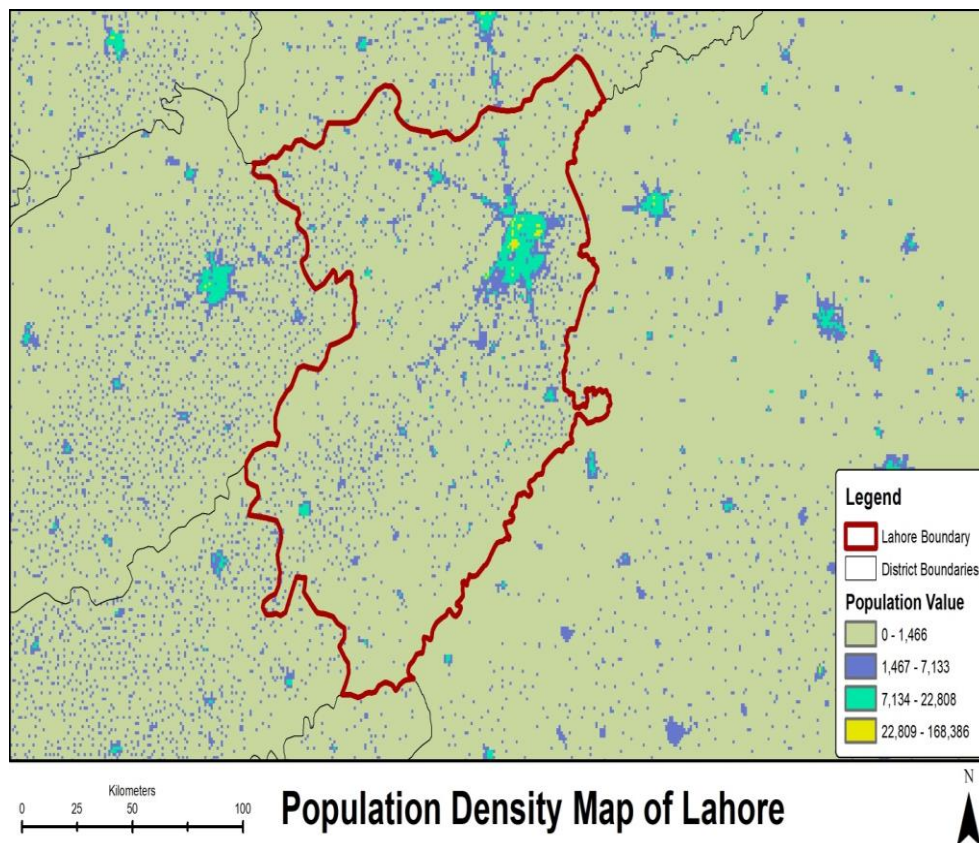 Legend
Lahore Boundary
District Boundaries
Population Value
0 - 1,466
1,467 - 7,133
7,134 - 22,808
22,809 - 168,386
Kilometers
0 25 50 100
Population Density Map of Lahore
N